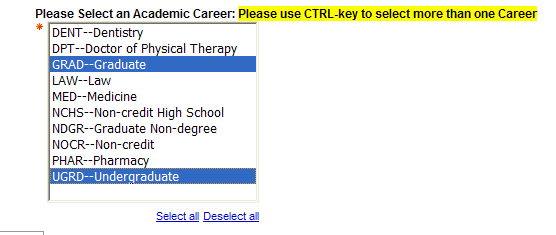 Please Select an Academic Career: Please use CTRL-key to select more than one Career
DENT--Dentistry
DPT--Doctor of Physical Therapy
GRAD--Graduate
LAW--Law
MED--Medicine
NCHS--Non-credit High School
NDGR--Graduate Non-degree
NOCR--Non-credit
PHAR--Pharmacy
UGRD--Undergraduate
Select all Deselect all